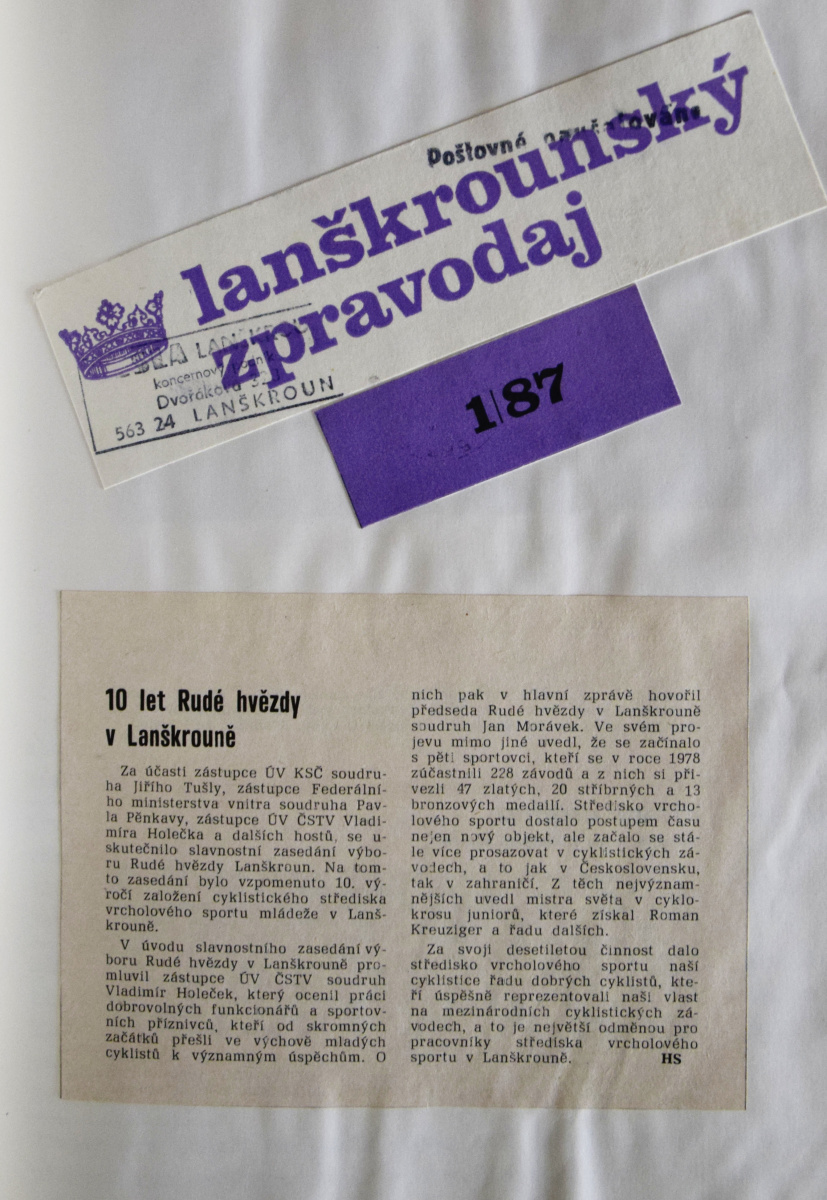 Poštovné
lanškrounský
zpravodaj
LANŠKROUN
koncernový podnik
Dvořákova
563 24 LANŠKROUN
1/87
10 let Rudé hvězdy
v Lanškrouně
Za účasti zástupce ÚV KSČ soudru-
ha Jiřího Tušly, zástupce Federální-
ho ministerstva vnitra soudruha Pav-
la Pěnkavy, zástupce ÚV ČSTV Vladi-
míra Holečka a dalších hostů, se u-
skutečnilo slavnostní zasedání výbo-
ru Rudé hvězdy Lanškroun. Na tom-
to zasedání bylo vzpomenuto 10. vý-
ročí založení cyklistického střediska
vrcholového sportu mládeže v Lanš-
krouně.
V úvodu slavnostního zasedání vý-
boru Rudé hvězdy v Lanškrouně pro-
mluvil zástupce ÚV ČSTV soudruh
Vladimír Holeček, který ocenil práci
dobrovolných funkcionářů a sportov-
ních příznivců, kteří od skromných
začátků přešli ve výchově mladých
cyklistů k významným úspěchům. O
nich pak v hlavní zprávě hovořil
předseda Rudé hvězdy v Lanškrouně
soudruh Jan Morávek. Ve svém pro-
jevu mimo jiné uvedl, že se začínalo
s pěti sportovci, kteří se v roce 1978
zúčastnili 228 závodů a z nich si při-
vezli 47 zlatých, 20 stříbrných a 13
bronzových medailí. Středisko vrcho-
lového sportu dostalo postupem času
nejen nový objekt, ale začalo se stá-
le více prosazovat v cyklistických zá-
vodech, a to jak v Československu,
tak v zahraničí. Z těch nejvýznam-
nějších uvedl mistra světa v cyklo-
krosu juniorů, které získal Roman
Kreuziger a řadu dalších.
Za svoji desetiletou činnost dalo
středisko vrcholového sportu naší
cyklistice řadu dobrých cyklistů, kte-
ří úspěšně reprezentovali naši vlast
na mezinárodních cyklistických zá-
vodech, a to je největší odměnou pro
pracovníky střediska vrcholového
sportu v Lanškrouně. HS